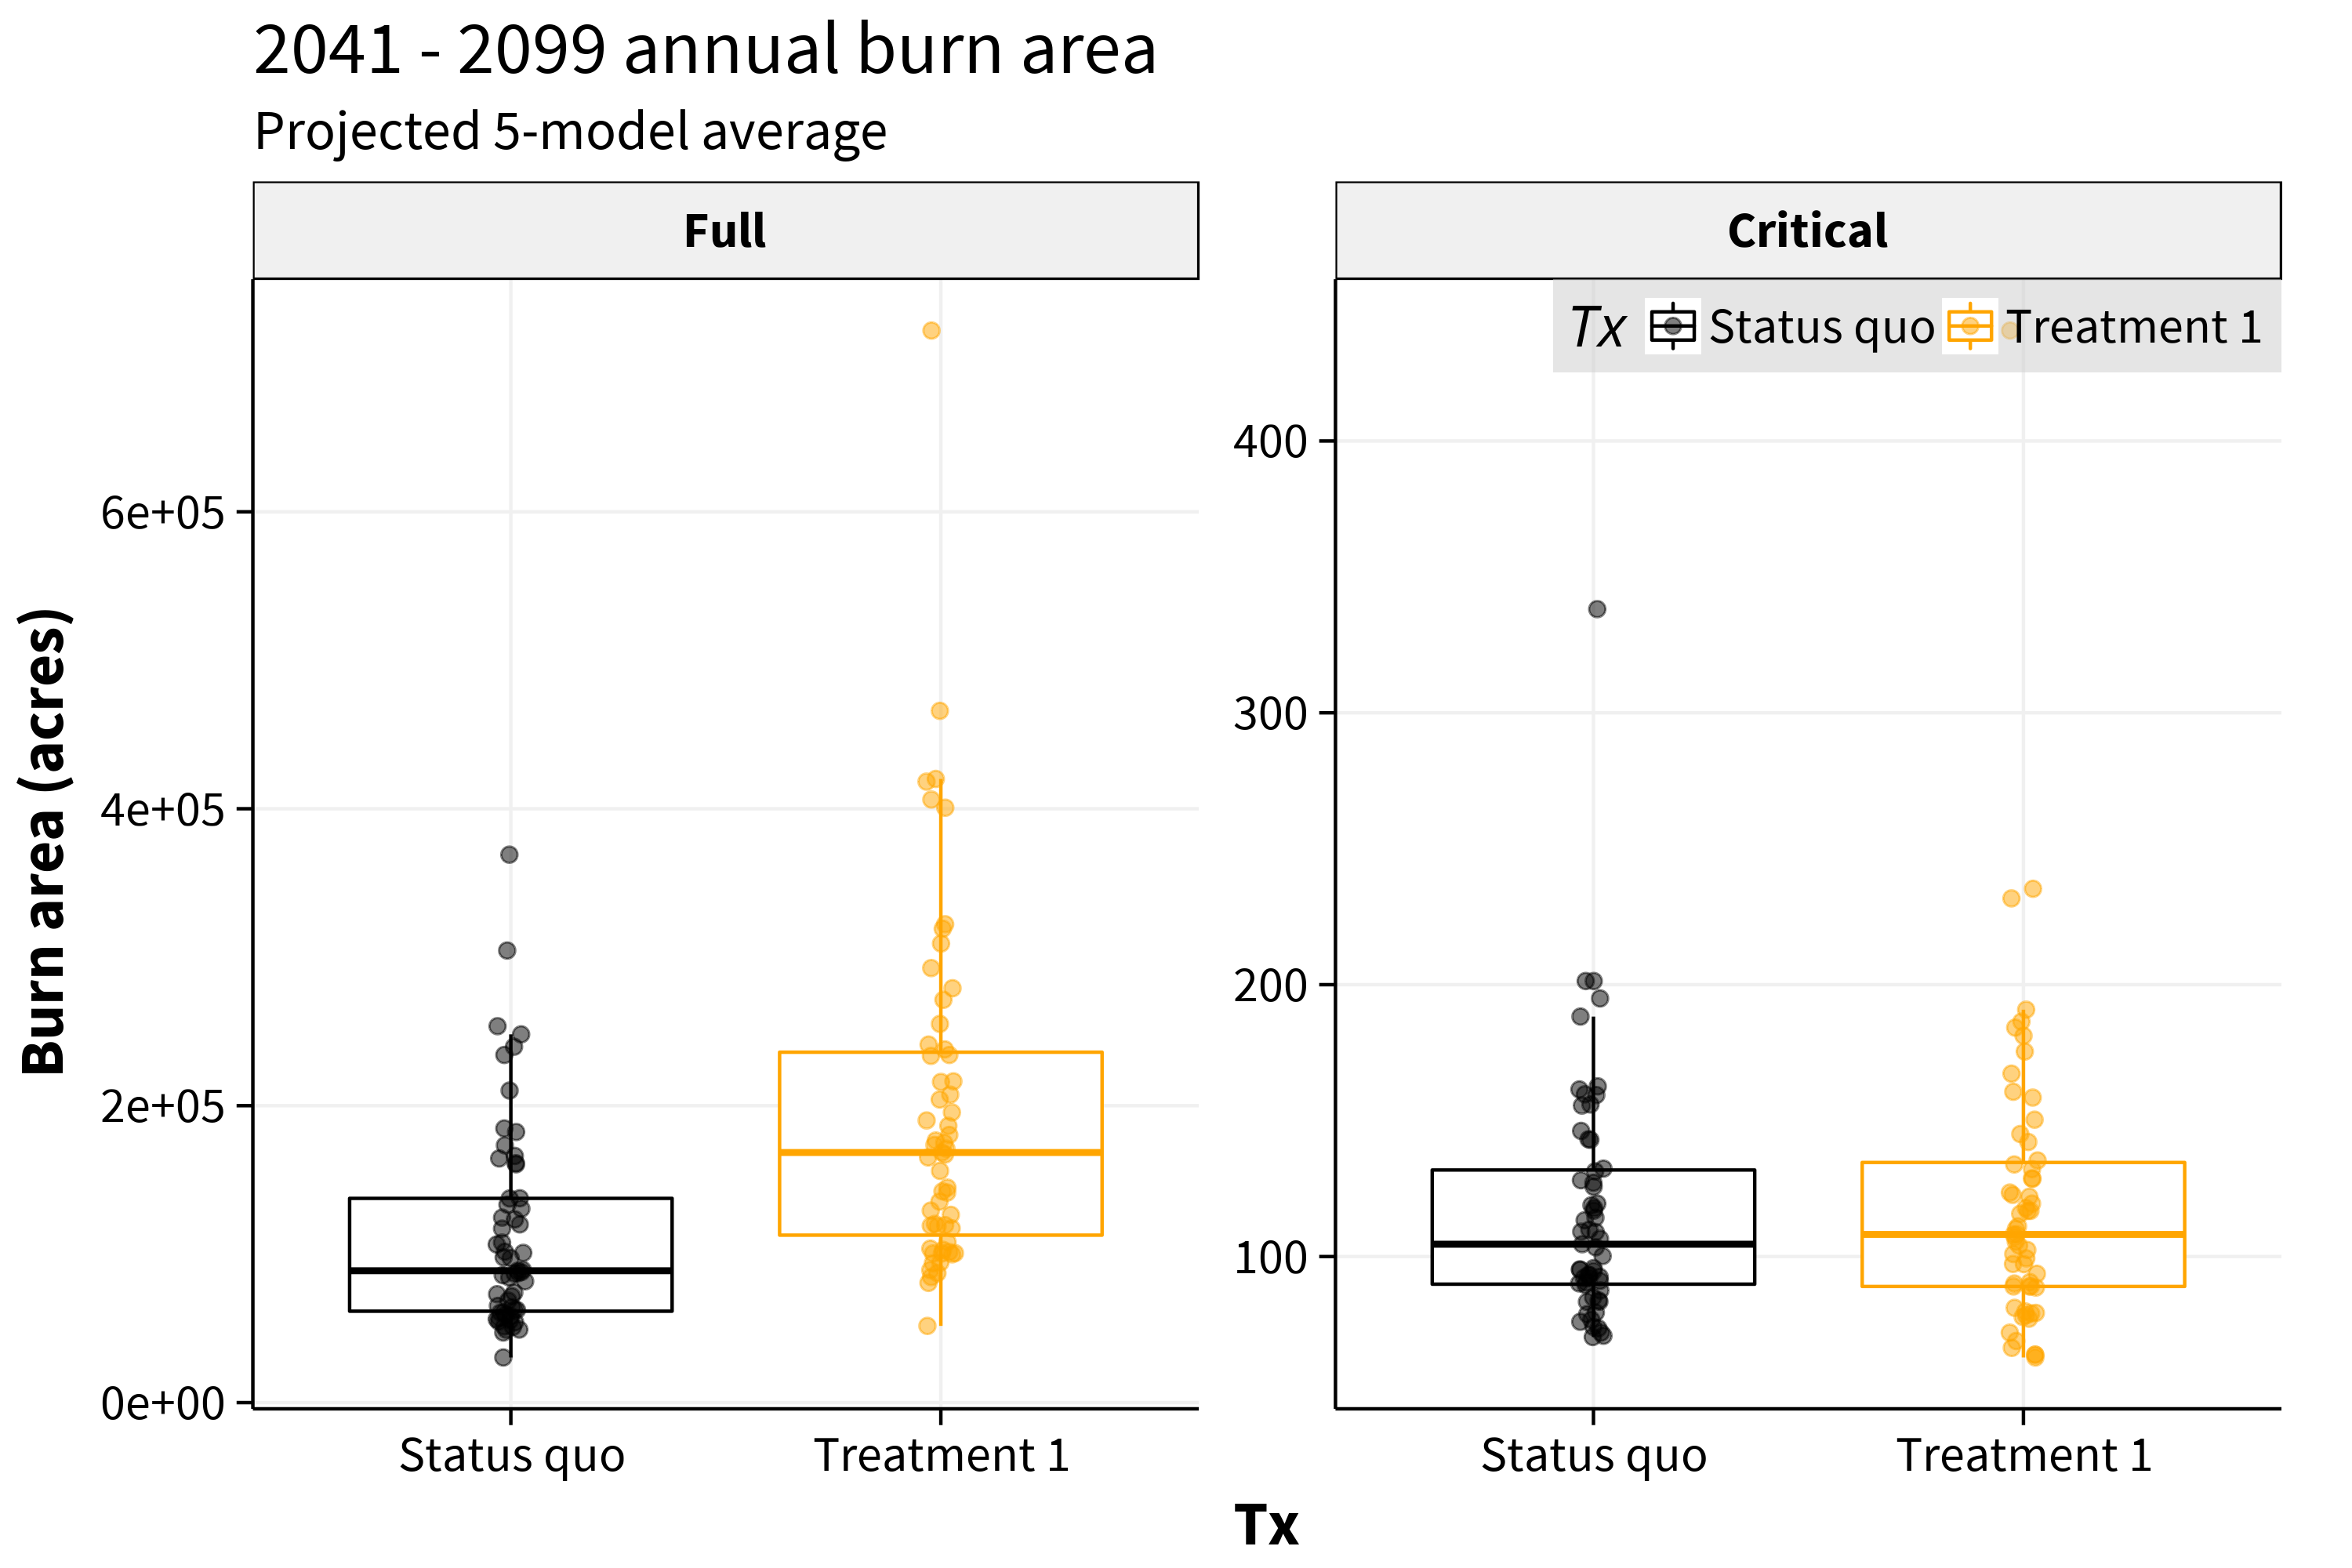 2041 - 2099 annual burn area
Projected 5-model average
Full
Critical
Tx Status quo Treatment 1
Burn area (acres)
6e+05
4e+05
2e+05
0e+00
400
300
200
100
Status quo Treatment 1
Status quo Treatment 1
Tx